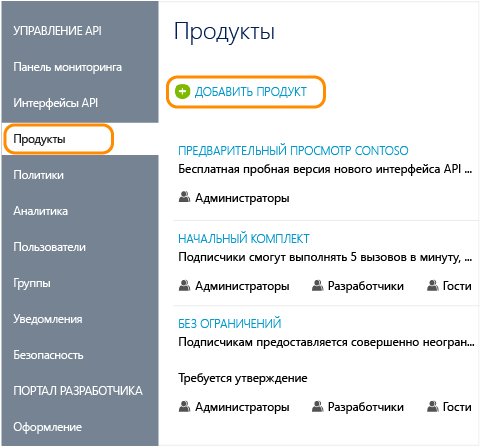 УПРАВЛЕНИЕ API
Панель мониторинга
Интерфейсы API
Продукты
Политики
Аналитика
Пользователи
Группы
Уведомления
Безопасность
ПОРТАЛ РАЗРАБОТЧИКА
Оформление
Продукты
ДОБАВИТЬ ПРОДУКТ
ПРЕДВАРИТЕЛЬНЫЙ ПРОСМОТР CONTOSO
Бесплатная пробная версия нового интерфейса API ...
Администраторы
НАЧАЛЬНЫЙ КОМПЛЕКТ
Подписчики смогут выполнять 5 вызовов в минуту, ...
Администраторы Разработчики Гости
БЕЗ ОГРАНИЧЕНИЙ
Подписчикам предоставляется совершенно неогран...
Требуется утверждение
Администраторы Разработчики Гости